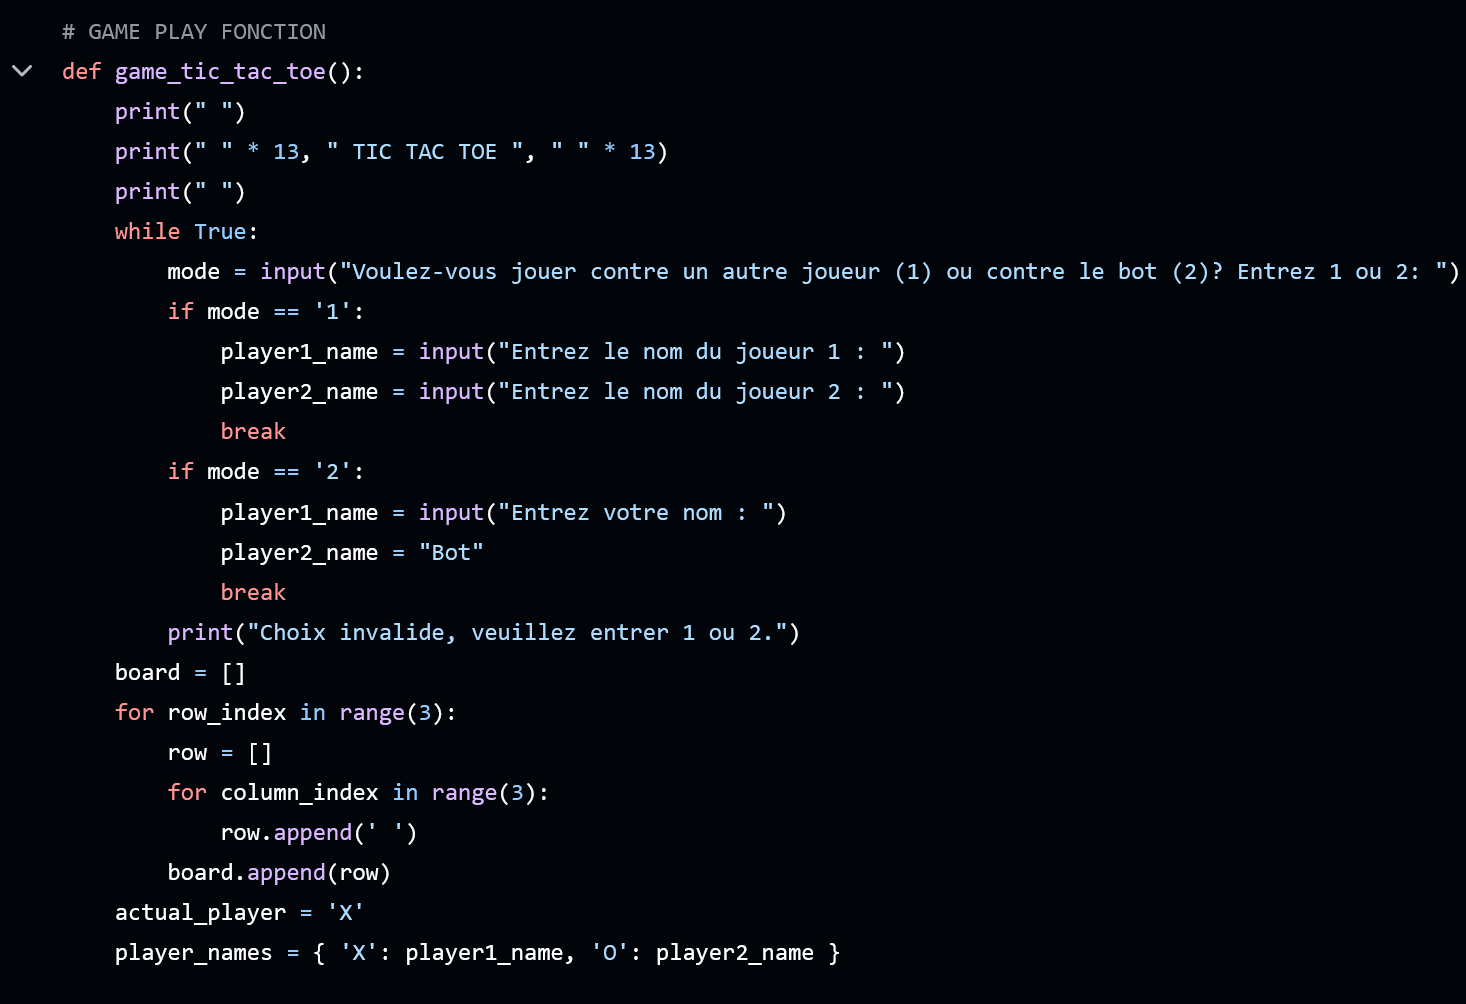 # GAME PLAY FONCTION
def game_tic_tac_toe():
    print(" ")
    print(" " * 13, " TIC TAC TOE ", " " * 13)
    print(" ")
    while True:
        mode = input("Voulez-vous jouer contre un autre joueur (1) ou contre le bot (2)? Entrez 1 ou 2: ")
        if mode == '1':
            player1_name = input("Entrez le nom du joueur 1 : ")
            player2_name = input("Entrez le nom du joueur 2 : ")
            break
        if mode == '2':
            player1_name = input("Entrez votre nom : ")
            player2_name = "Bot"
            break
        print("Choix invalide, veuillez entrer 1 ou 2.")
    board = []
    for row_index in range(3):
        row = []
        for column_index in range(3):
            row.append(' ')
        board.append(row)
    actual_player = 'X'
    player_names = { 'X': player1_name, 'O': player2_name }